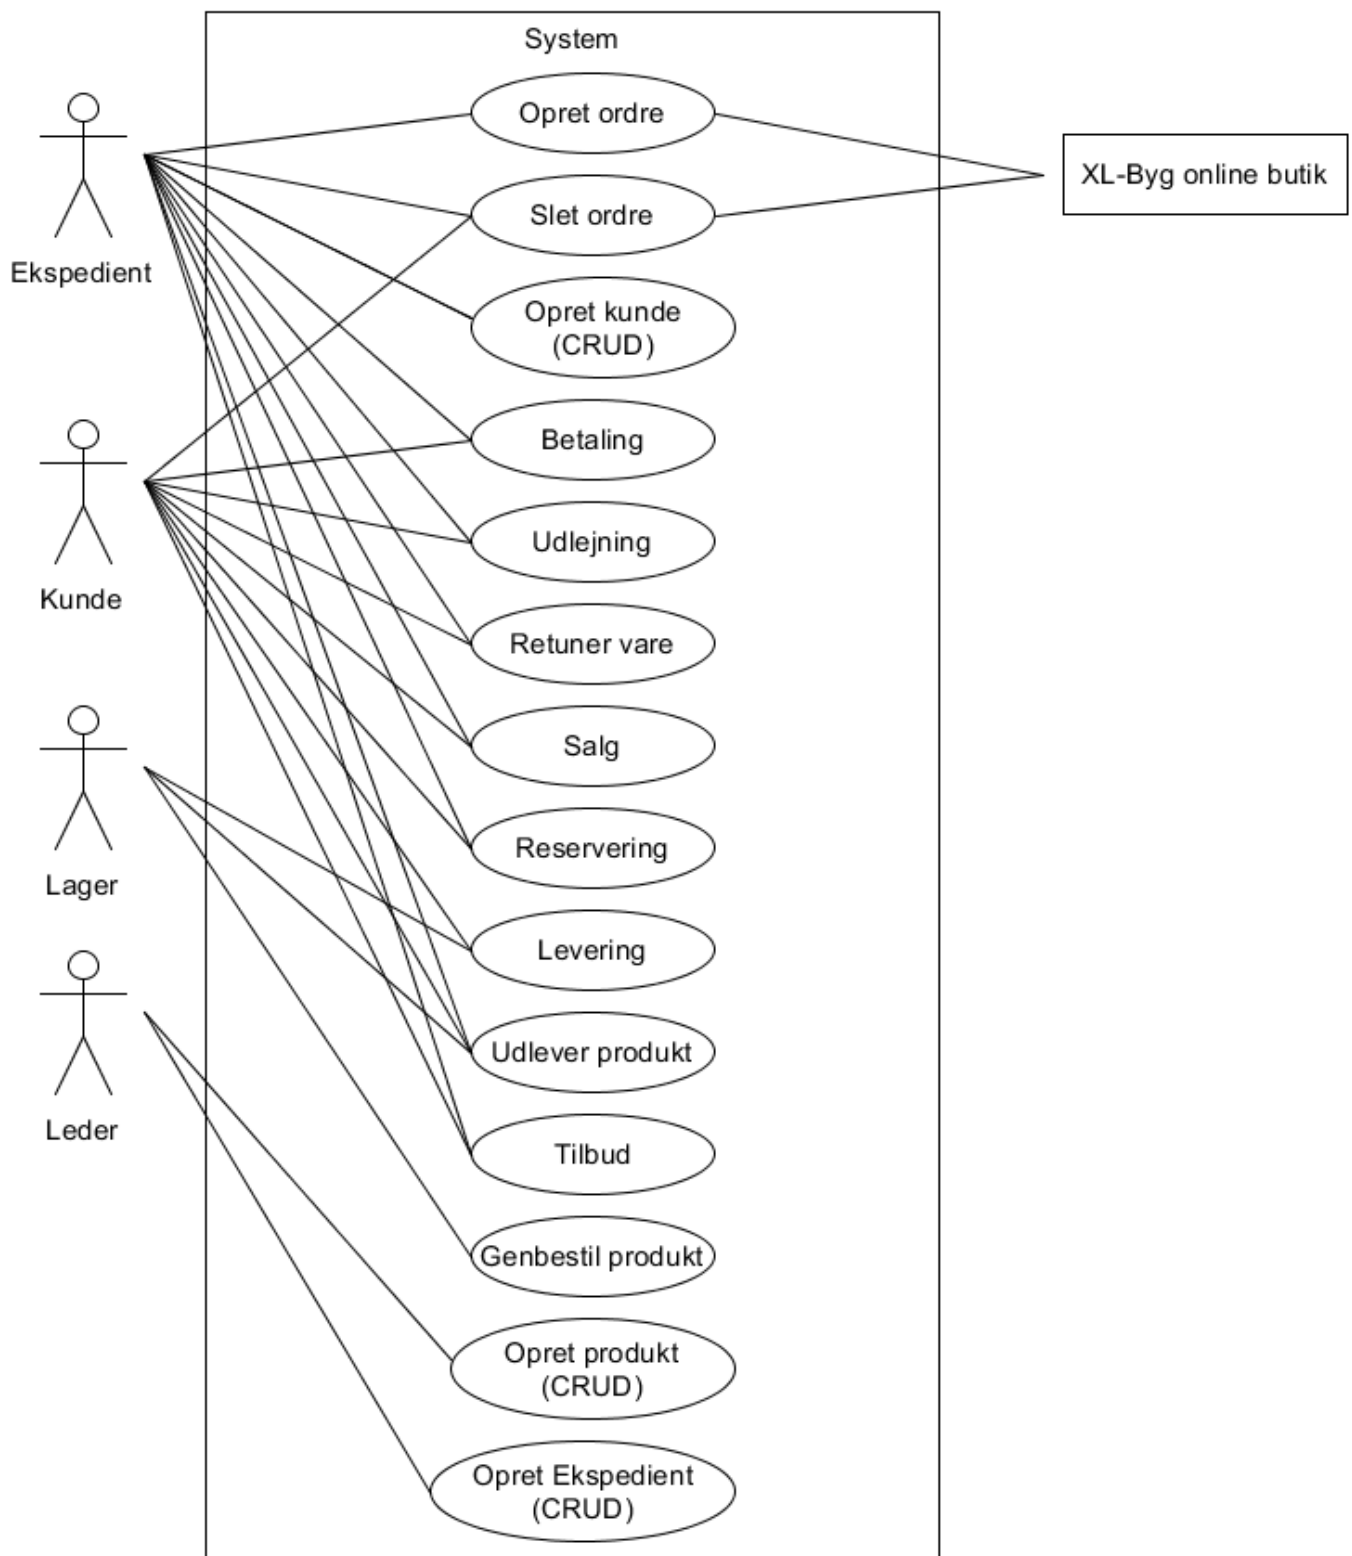 System
Opret ordre
XL-Byg online butik
Slet ordre
Ekspedient
Opret kunde
(CRUD)
Betaling
Udlejning
Kunde
Retuner vare
Salg
Reservering
Lager
Levering
Udlever produkt
Leder
Tilbud
Genbestil produkt
Opret produkt
(CRUD)
Opret Ekspedient
(CRUD)